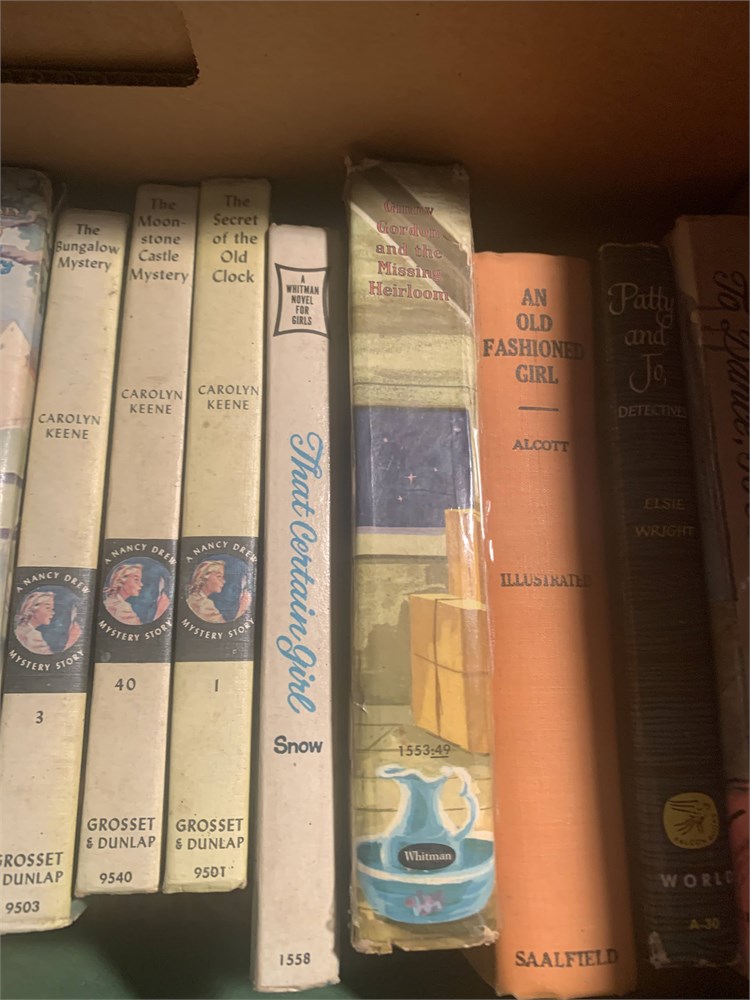 The
Bungalow
Mystery
CAROLYN
KEENE
A NANCY DREW
MYSTERY STORY
3
GROSSET
& DUNLAP
9503
The
Moon-
stone
Castle
Mystery
CAROLYN
KEENE
A NANCY DREW
MYSTERY STORY
40
GROSSET
& DUNLAP
9540
The
Secret
of the
Old
Clock
CAROLYN
KEENE
A NANCY DREW
MYSTERY STORY
1
GROSSET
& DUNLAP
9501
A
WHITMAN
NOVEL
FOR
GIRLS
That Certain Girl
Snow
1558
Ginny
Gordon
and the
Missing
Heirloom
1553:49
Whitman
AN
OLD
FASHIONED
GIRL
ALCOTT
ILLUSTRATED
SAALFIELD
Patty
and
Jo,
DETECTIVES
ELSIE
WRIGHT
FALCON
WORLD
A-30